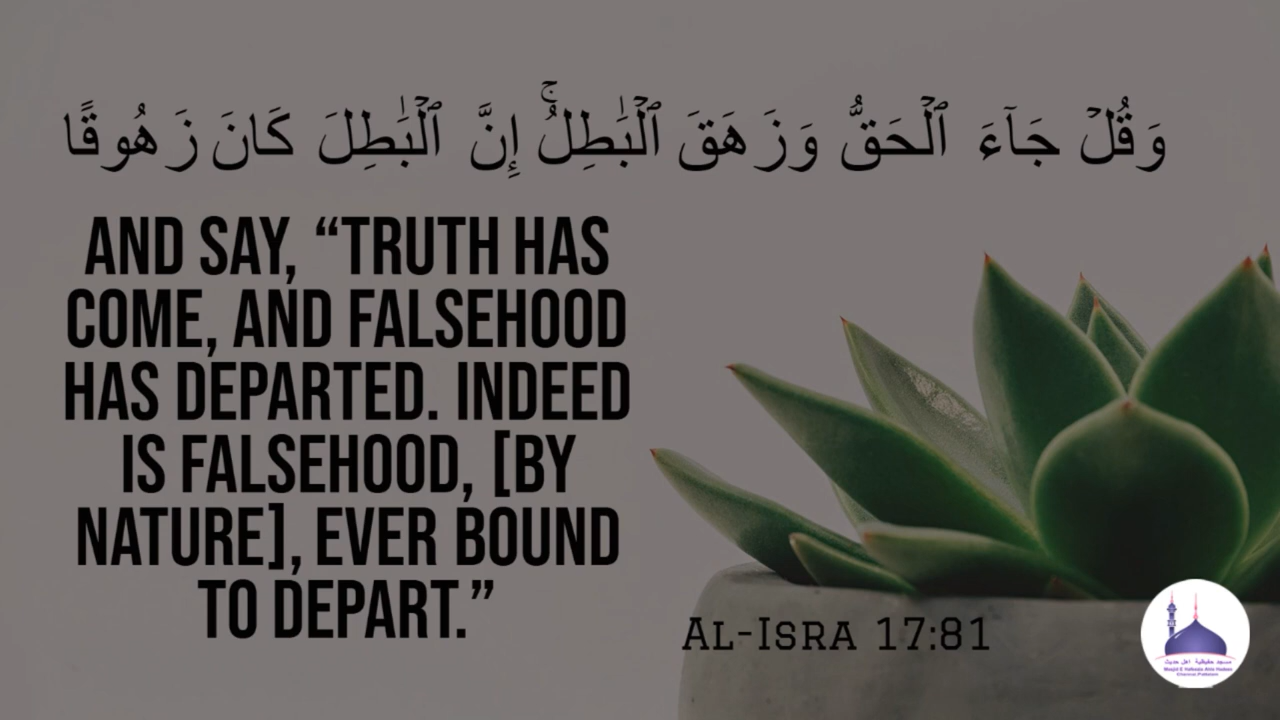 وَقُلۡ جَآءَ ٱلۡحَقُّ وَزَهَقَ ٱلۡبَٰطِلُۚ إِنَّ ٱلۡبَٰطِلَ كَانَ زَهُوقٗا
AND SAY, “TRUTH HAS
COME, AND FALSEHOOD
HAS DEPARTED. INDEED
IS FALSEHOOD, [BY
NATURE], EVER BOUND
TO DEPART.”
AL-ISRA 17:81